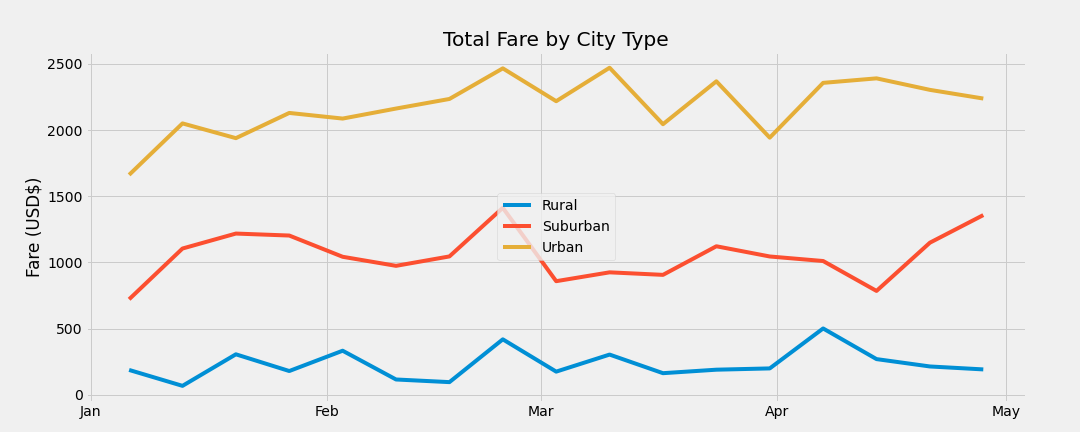 Total Fare by City Type
Fare (USD$)
2500
2000
1500
1000
500
0
Rural
Suburban
Urban
Jan Feb Mar Apr May